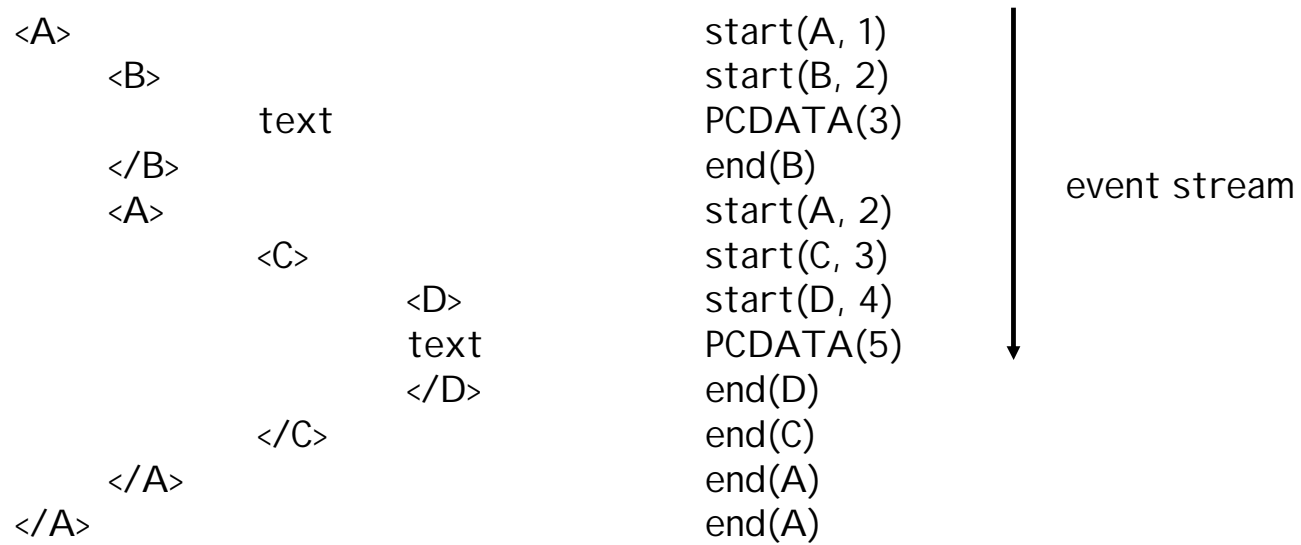 <A> start(A, 1)
<B> start(B, 2)
text PCDATA(3)
</B> end(B)
event stream
<A> start(A, 2)
<C> start(C, 3)
<D> start(D, 4)
text PCDATA(5)
</D> end(D)
</C> end(C)
</A> end(A)
</A> end(A)